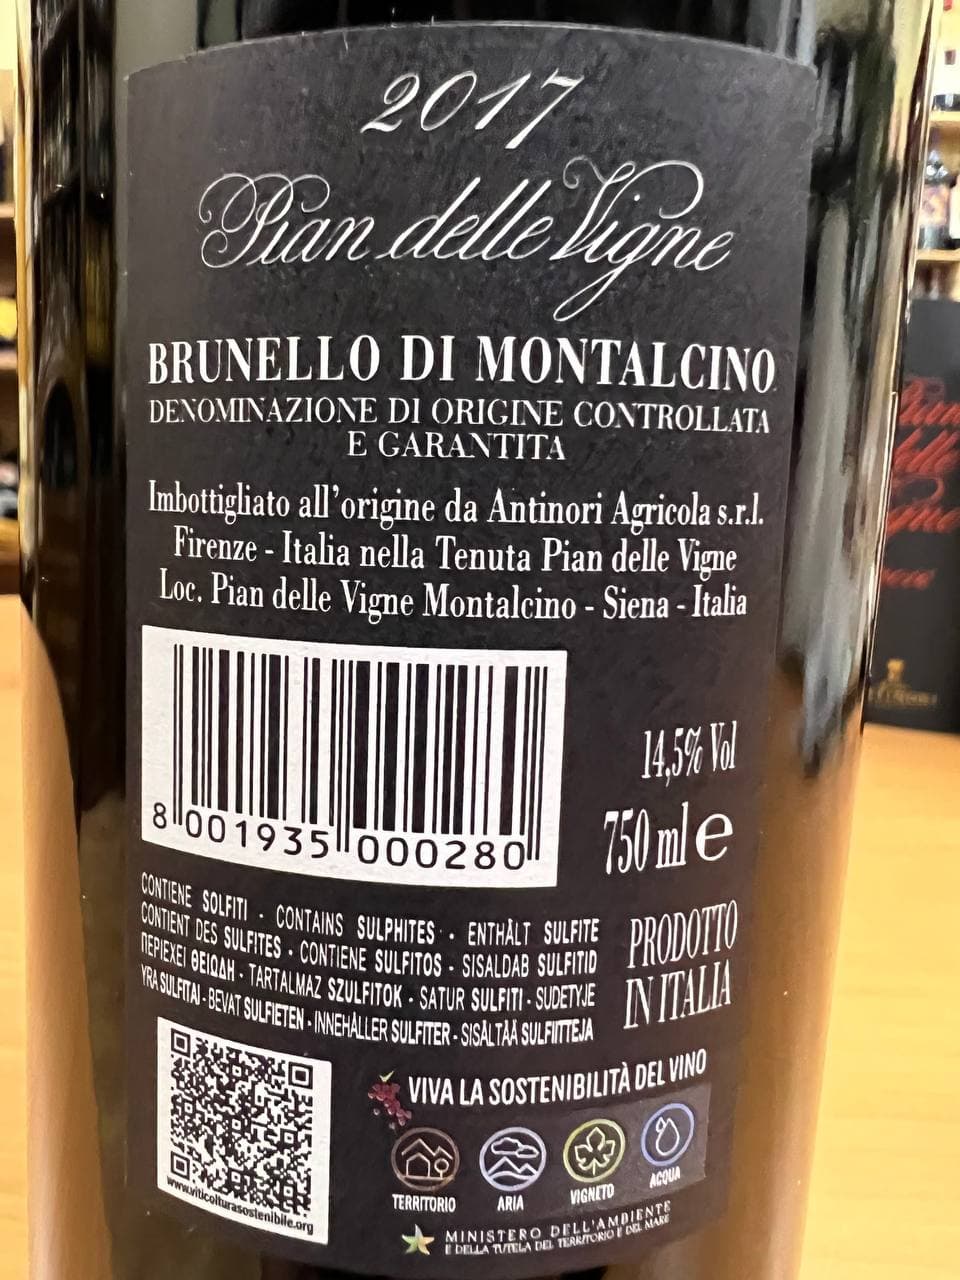 2017
Pian delle Vigne
BRUNELLO DI MONTALCINO
DENOMINAZIONE DI ORIGINE CONTROLLATA
E GARANTITA
Imbottigliato all'origine da Antinori Agricola s.r.l.
Firenze - Italia nella Tenuta Pian delle Vigne
Loc. Pian delle Vigne Montalcino - Siena - Italia
8 001935 000280
14,5% Vol
750 ml e
CONTIENE SOLFITI · CONTAINS SULPHITES · ENTHÄLT SULFITE
CONTIENT DES SULFITES · CONTIENE SULFITOS · SISALDAB SULFITID
ΠΕΡΙΕΧΕΙ ΘΕΙΩΔΗ · TARTALMAZ SZULFITOK · SATUR SULFITI · SUDETYJE
YRA SULFITAI · BEVAT SULFIETEN · INNEHÅLLER SULFITER · SISÄLTÄÄ SULFIITTEJA
PRODOTTO
IN ITALIA
www.viticolturasostenibile.org
VIVA LA SOSTENIBILITÀ DEL VINO
TERRITORIO
ARIA
VIGNETO
ACQUA
MINISTERO DELL'AMBIENTE
E DELLA TUTELA DEL TERRITORIO E DEL MARE